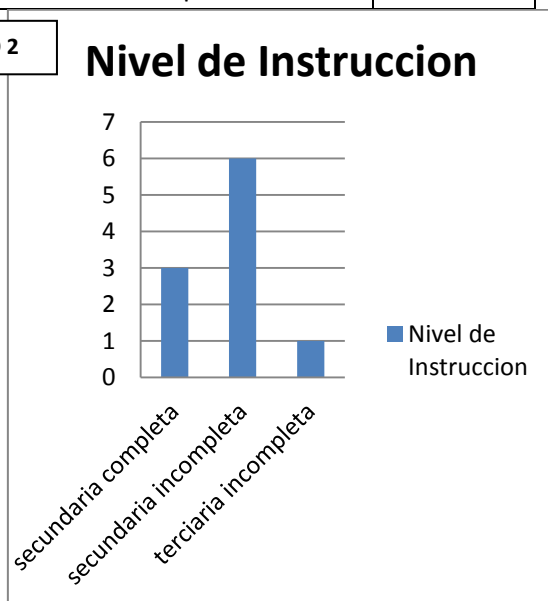 2
Nivel de Instruccion
7
6
5
4
3
2
1
0
secundaria completa
secundaria incompleta
terciaria incompleta
Nivel de
Instruccion